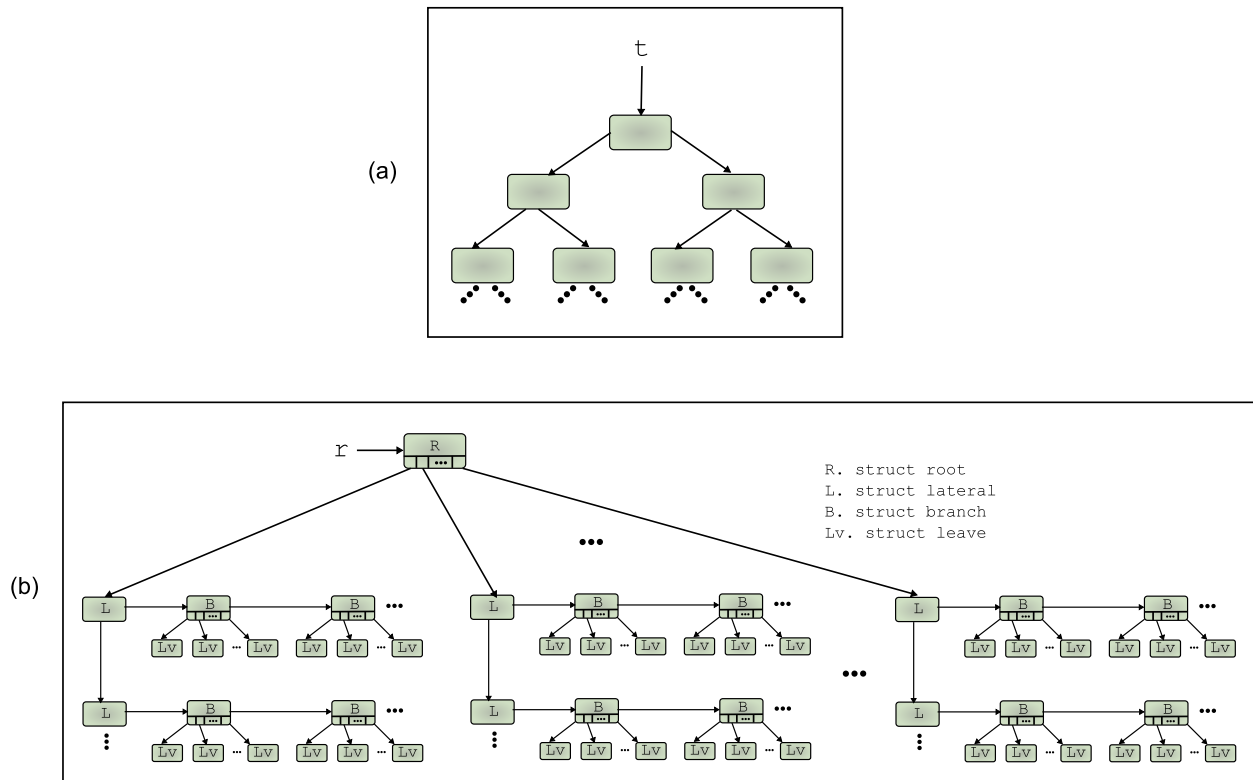 t
(a)
r
R
R. struct root
L. struct lateral
B. struct branch
Lv. struct leave
(b)
L B B L B B L B B
Lv Lv Lv Lv Lv Lv Lv Lv Lv Lv Lv Lv Lv Lv Lv Lv Lv Lv
L B B L B B L B B
Lv Lv Lv Lv Lv Lv Lv Lv Lv Lv Lv Lv Lv Lv Lv Lv Lv Lv